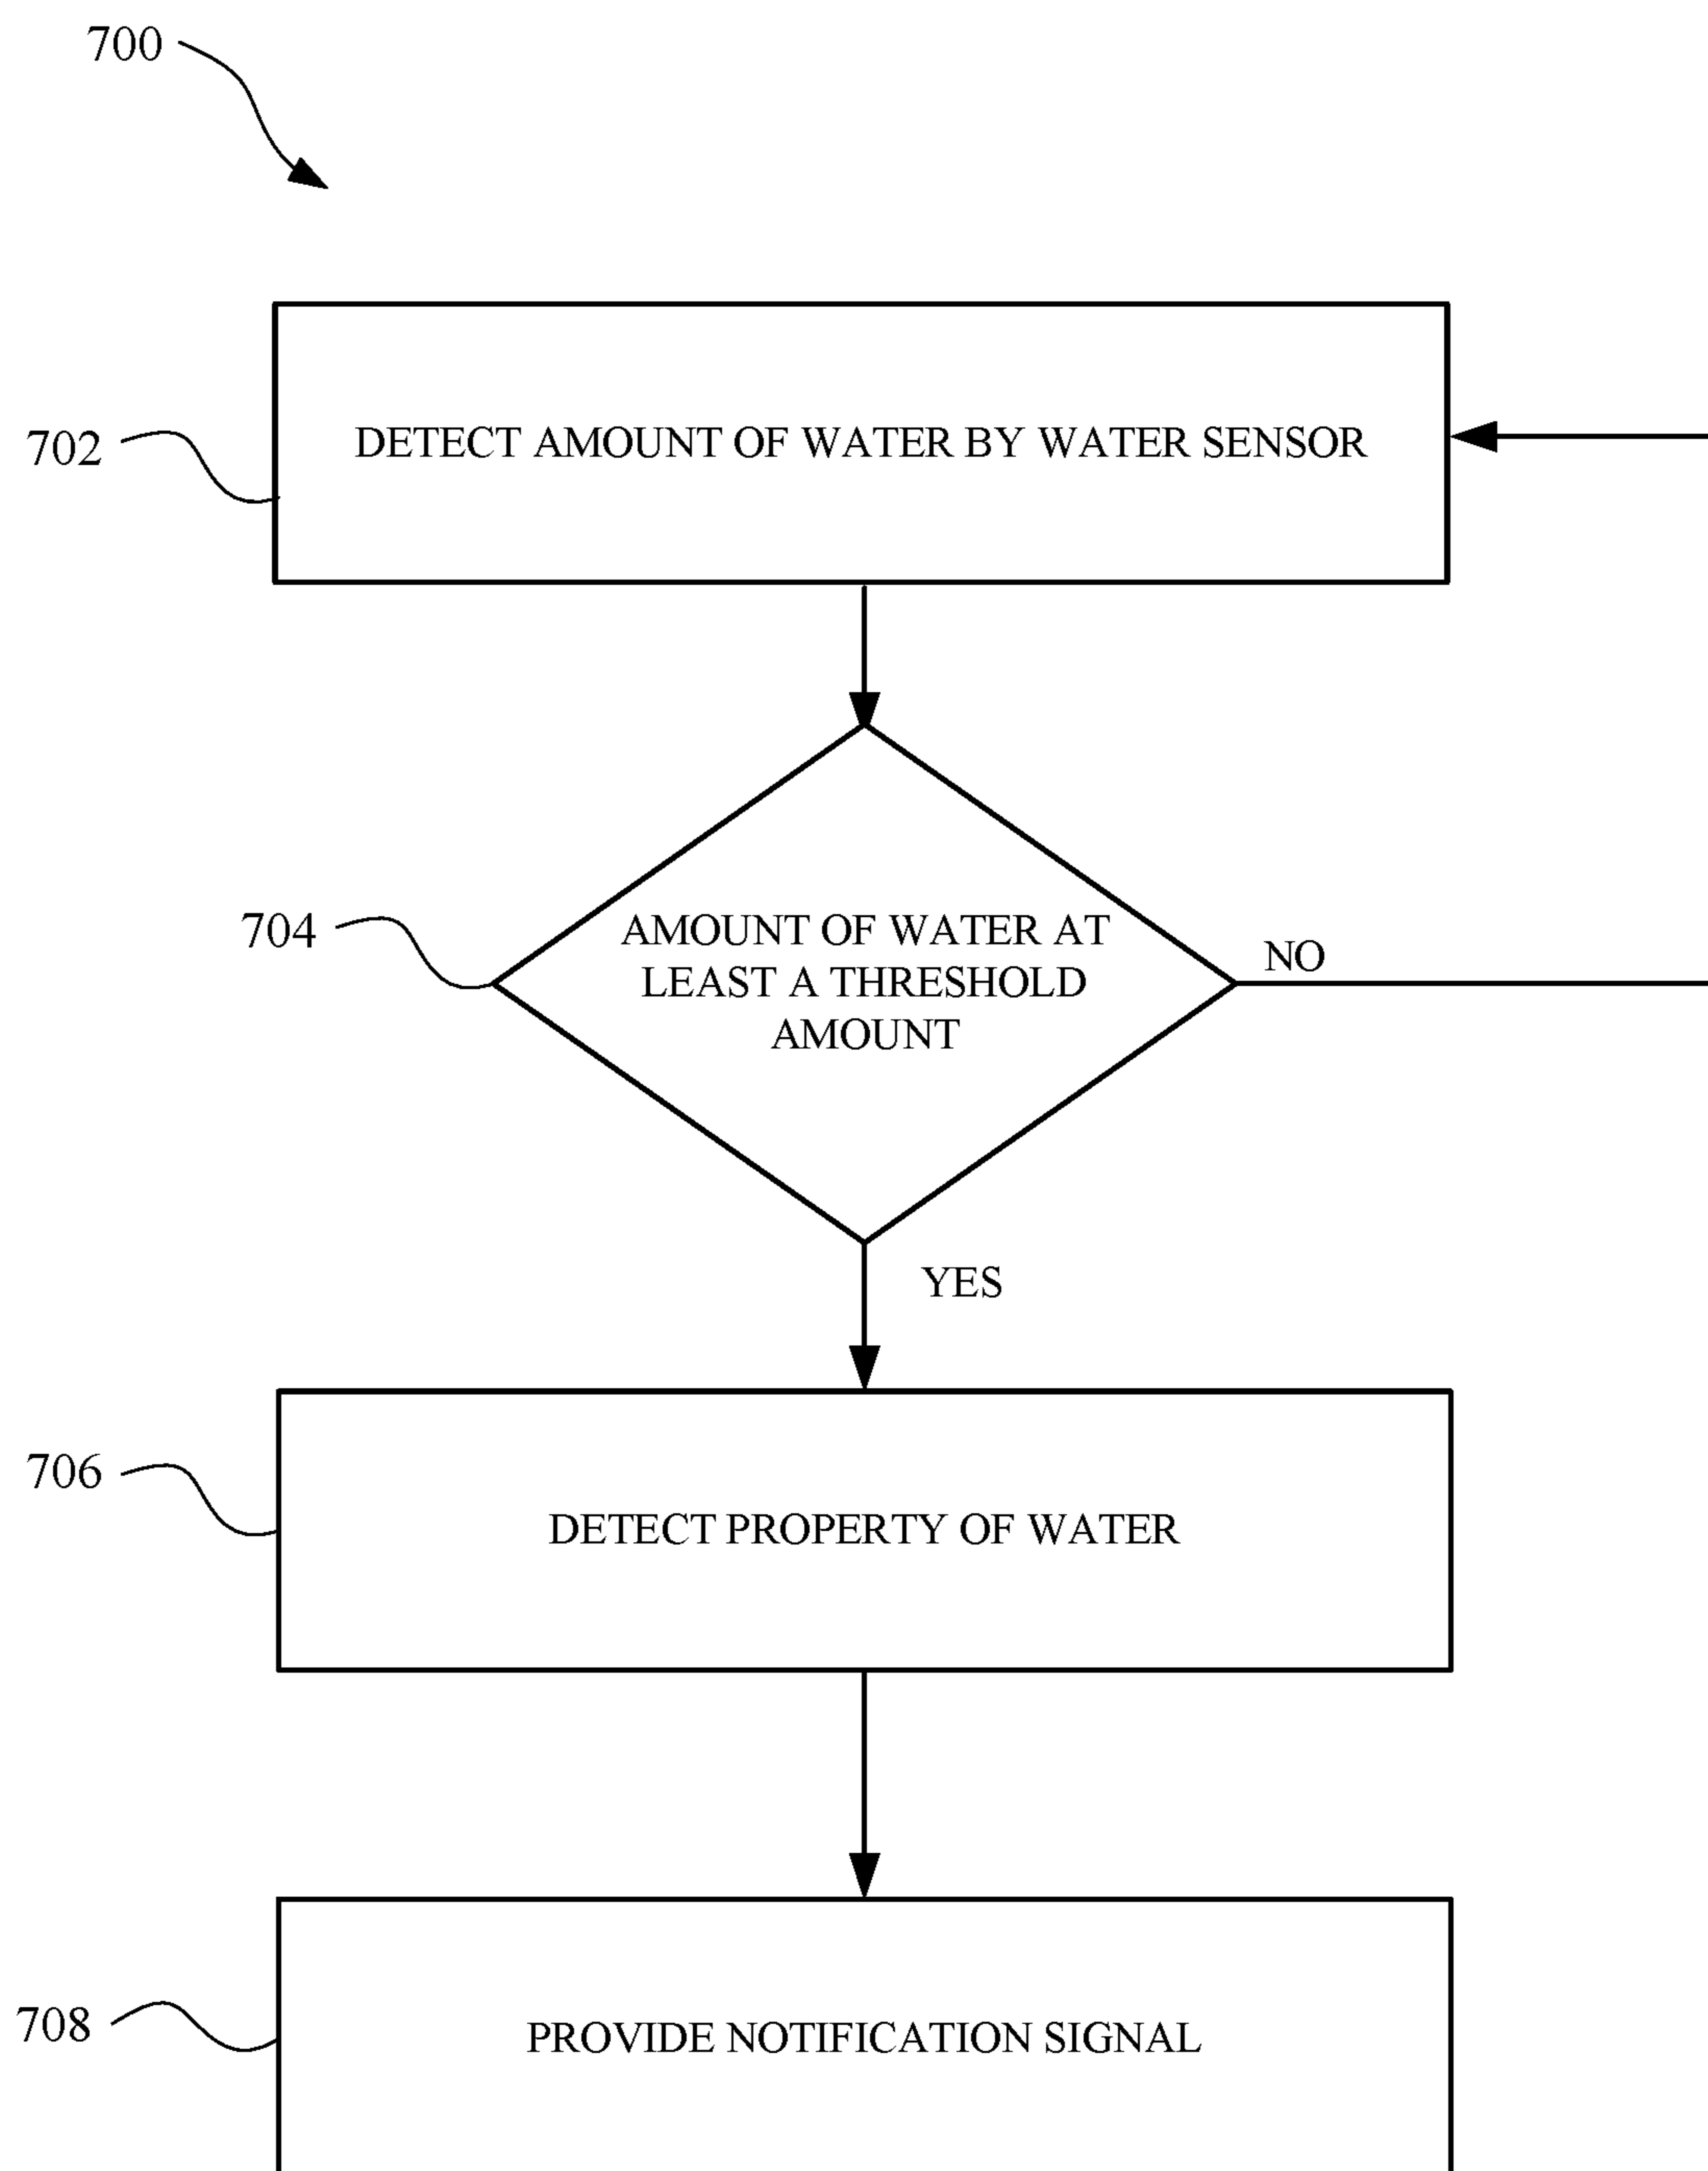 700
702
DETECT AMOUNT OF WATER BY WATER SENSOR
704
AMOUNT OF WATER AT
LEAST A THRESHOLD
AMOUNT
NO
YES
706
DETECT PROPERTY OF WATER
708
PROVIDE NOTIFICATION SIGNAL